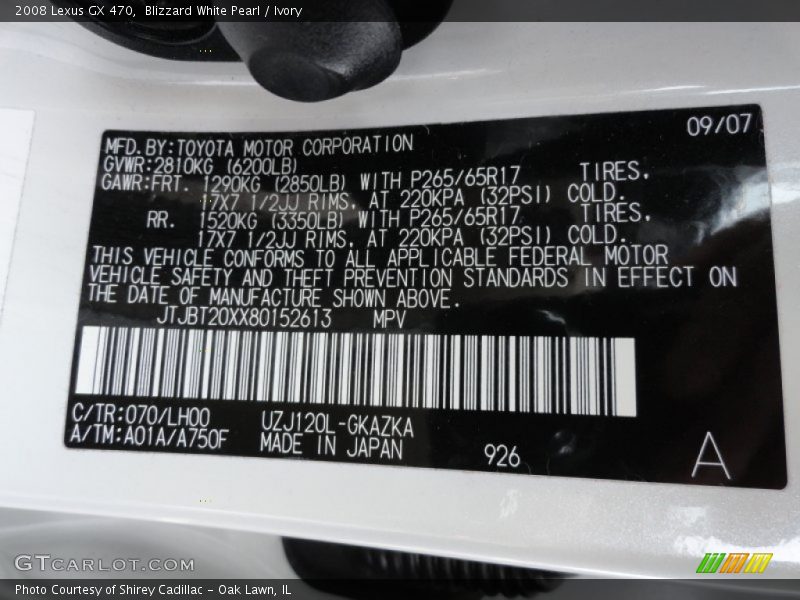 2008 Lexus GX 470, Blizzard White Pearl / Ivory
09/07
MFD. BY:TOYOTA MOTOR CORPORATION
GVWR:2810KG (6200LB)
GAWR:FRT. 1290KG (2850LB) WITH P265/65R17 TIRES,
17X7 1/2JJ RIMS, AT 220KPA (32PSI) COLD.
RR. 1520KG (3350LB) WITH P265/65R17 TIRES,
17X7 1/2JJ RIMS, AT 220KPA (32PSI) COLD.
THIS VEHICLE CONFORMS TO ALL APPLICABLE FEDERAL MOTOR
VEHICLE SAFETY AND THEFT PREVENTION STANDARDS IN EFFECT ON
THE DATE OF MANUFACTURE SHOWN ABOVE.
JTJBT20XX80152613 MPV
C/TR:070/LH00 UZJ120L-GKAZKA
A/TM:A01A/A750F MADE IN JAPAN 926 A
GTCARLOT.COM
Photo Courtesy of Shirey Cadillac - Oak Lawn, IL